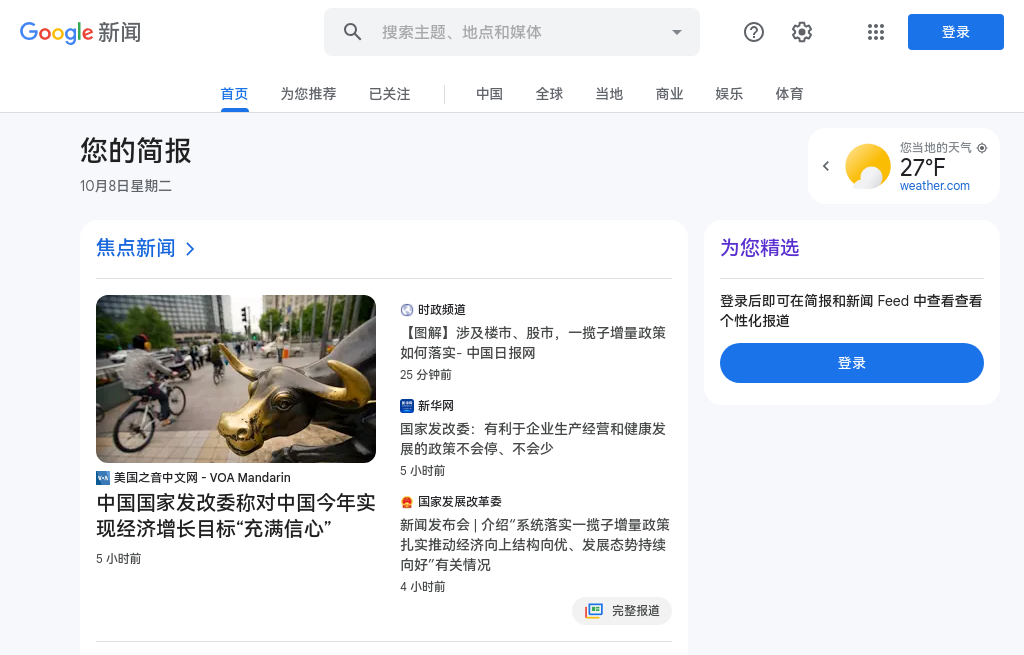 Google 新闻
搜索主题、地点和媒体
登录
首页 为您推荐 已关注 中国 全球 当地 商业 娱乐 体育
您的简报
10月8日星期二
您当地的天气
27°F
weather.com
焦点新闻
美国之音中文网 - VOA Mandarin
中国国家发改委称对中国今年实
现经济增长目标“充满信心”
5 小时前
时政频道
【图解】涉及楼市、股市，一揽子增量政策
如何落实- 中国日报网
25 分钟前
新华网
国家发改委：有利于企业生产经营和健康发
展的政策不会停、不会少
5 小时前
国家发展改革委
新闻发布会 | 介绍“系统落实一揽子增量政策
扎实推动经济向上结构向优、发展态势持续
向好”有关情况
4 小时前
完整报道
为您精选
登录后即可在简报和新闻 Feed 中查看查看
个性化报道
登录